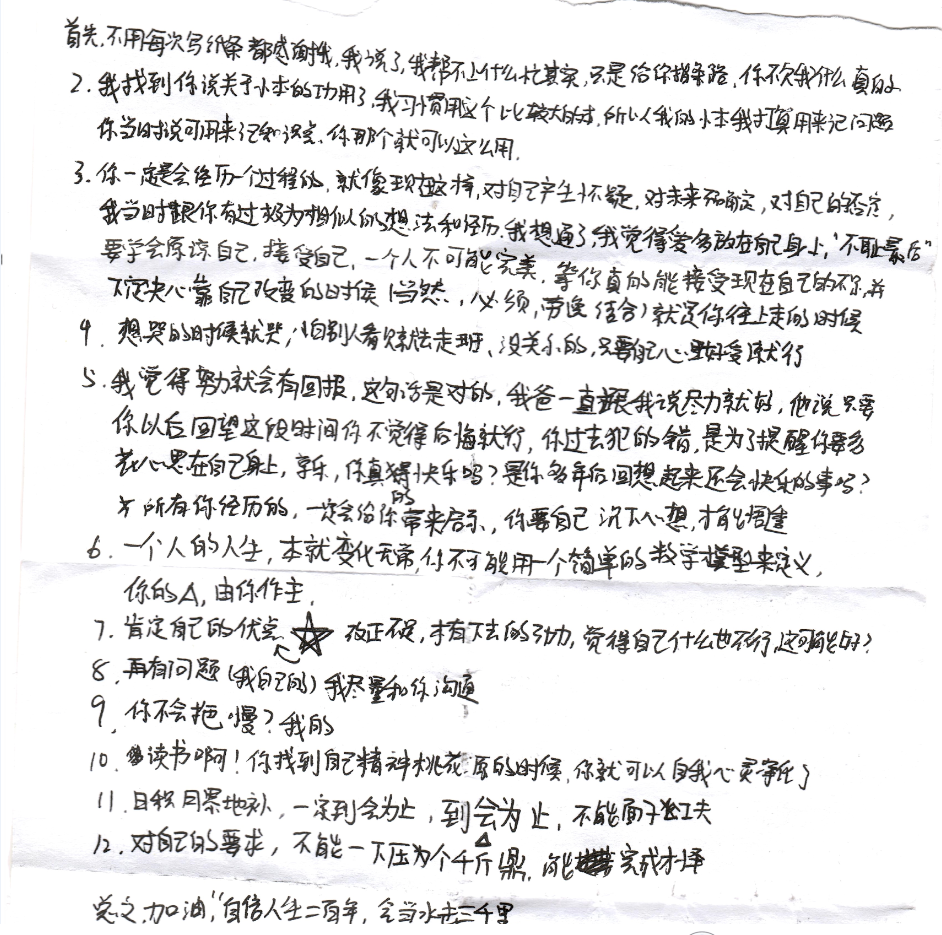 首先,不用每次写纸条都感谢我,我说了,我帮不上什么忙其实,只是给你指条路,你不欠我什么真的
2.我找到你说关于小本的功用了,我习惯用这个比较大的本,所以我的小本我打算用来记问题
你当时说可用来记知识点.你那个就可以这么用.
3.你一定是会经历一个过程的,就像现在这样,对自己产生怀疑,对未来不确定,对自己的否定,
我当时跟你有过极为相似的想法和经历.我想通了,我觉得要多放在自己身上,"不耻最后"
要学会原谅自己,接受自己,一个人不可能完美,等你真的能接受现在自己的不你,并
下定决心靠自己改变的时候(当然,,必须,劳逸结合)就是你往上走的时候
4.想哭的时候就哭,怕别人看见就去走班、没关系的,只要自己心里好受就行
5.我觉得努力就会有回报,这句话是对的,我爸一直跟我说尽力就好,他说只要
你以后回望这段时间你不觉得后悔就行,你过去犯的错,是为了提醒你要多
花心思在自己身上,享乐,你真得快乐吗?是你多年后回想起来还会快乐的事吗?
所有你经历的,一定会给你带来启示,你要自己沉下心想,才能悟
6.一个人的人生,本就变化无常,你不可能用一个简单的数学模型来定义,
你的△,由你作主.
7.肯定自己的优点☆改正不足,才有下去的动力,觉得自己什么也不行,这可能吗?
8.再有问题(我自己的)我尽量和你沟通
9.你不会拖.慢?我的
10.读书啊!你找到自己精神桃花源的时候,你就可以自我心灵净化了
11.日积月累地补,一定到会为止,到会为止,不能面子工夫
12.对自己的要求,不能一下压为个千斤鼎,能完成才译
总之,加油,"自信人生二百年,会当水击三千里